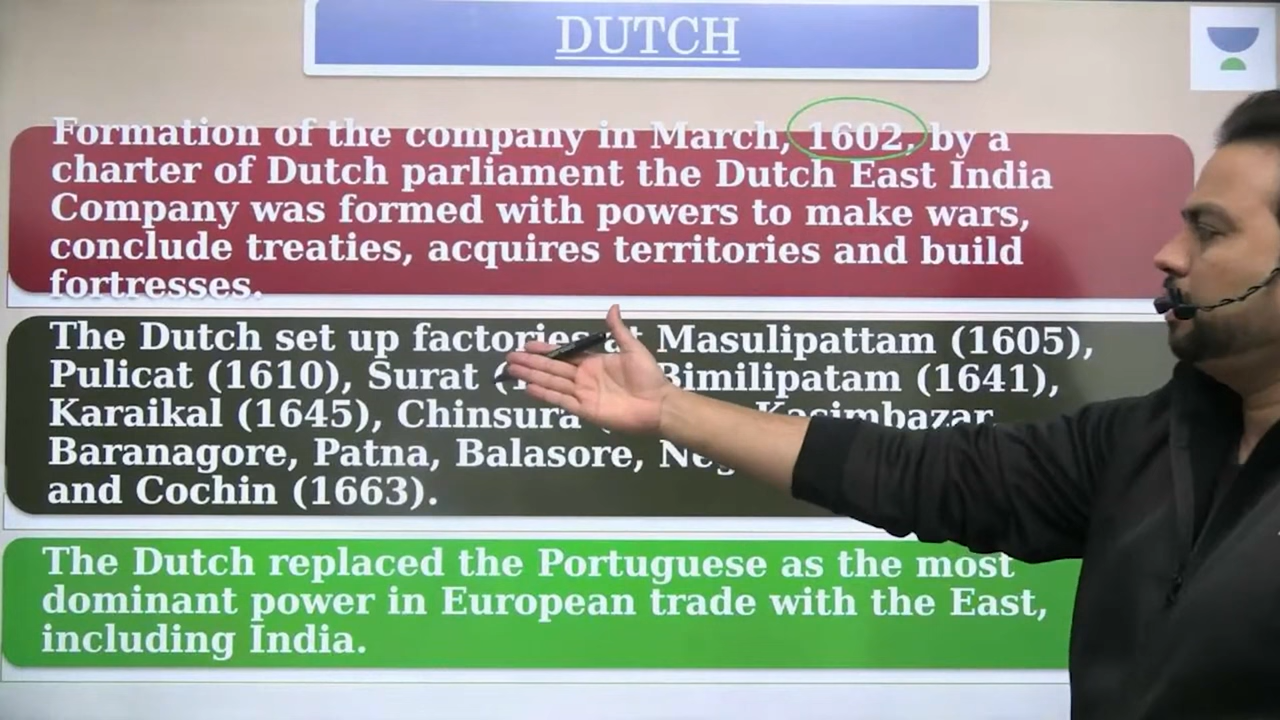 DUTCH
Formation of the company in March, 1602, by a
charter of Dutch parliament the Dutch East India
Company was formed with powers to make wars,
conclude treaties, acquires territories and build
fortresses.
The Dutch set up factories at Masulipattam (1605),
Pulicat (1610), Surat Bimilipatam (1641),
Karaikal (1645), Chinsura Kasimbazar,
Baranagore, Patna, Balasore,
and Cochin (1663).
The Dutch replaced the Portuguese as the most
dominant power in European trade with the East,
including India.